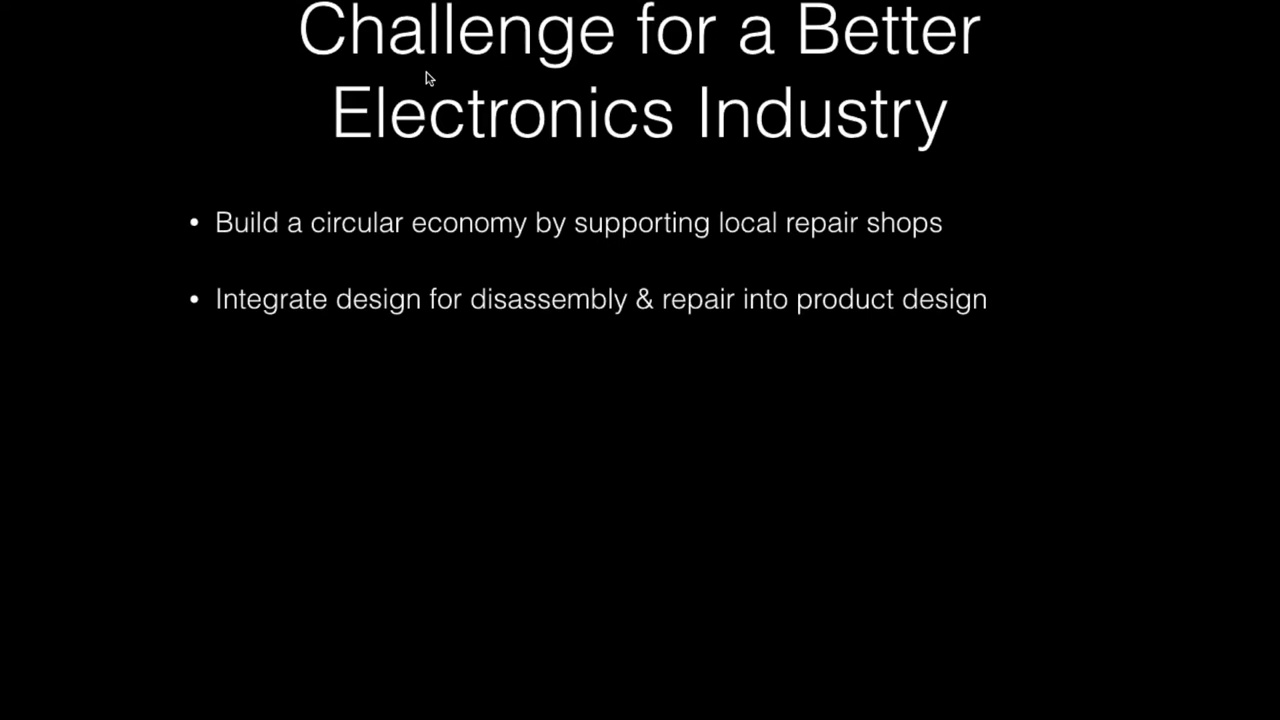 Challenge for a Better
Electronics Industry
• Build a circular economy by supporting local repair shops
• Integrate design for disassembly & repair into product design